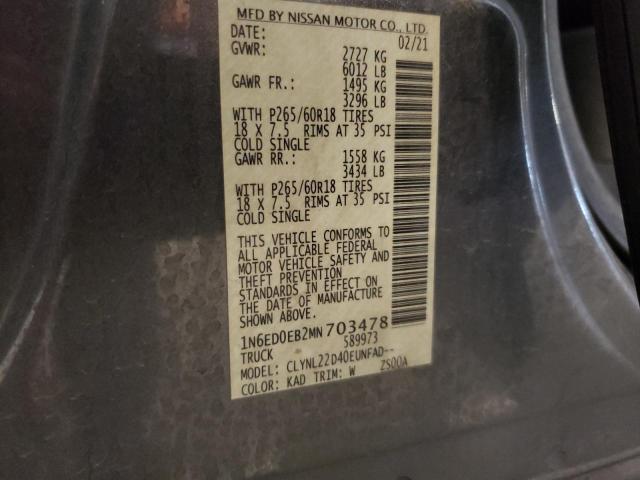 MFD BY NISSAN MOTOR CO., LTD.
DATE: 02/21
GVWR: 2727 KG
6012 LB
GAWR FR.: 1495 KG
3296 LB
WITH P265/60R18 TIRES
18 X 7.5 RIMS AT 35 PSI
COLD SINGLE
GAWR RR.: 1558 KG
3434 LB
WITH P265/60R18 TIRES
18 X 7.5 RIMS AT 35 PSI
COLD SINGLE
THIS VEHICLE CONFORMS TO
ALL APPLICABLE FEDERAL
MOTOR VEHICLE SAFETY AND
THEFT PREVENTION
STANDARDS IN EFFECT ON
THE DATE OF MANUFACTURE
SHOWN ABOVE.
1N6ED0EB2MN703478
TRUCK 589973
MODEL: CLYNL22D40EUNFAD--
COLOR: KAD TRIM: W ZS00A